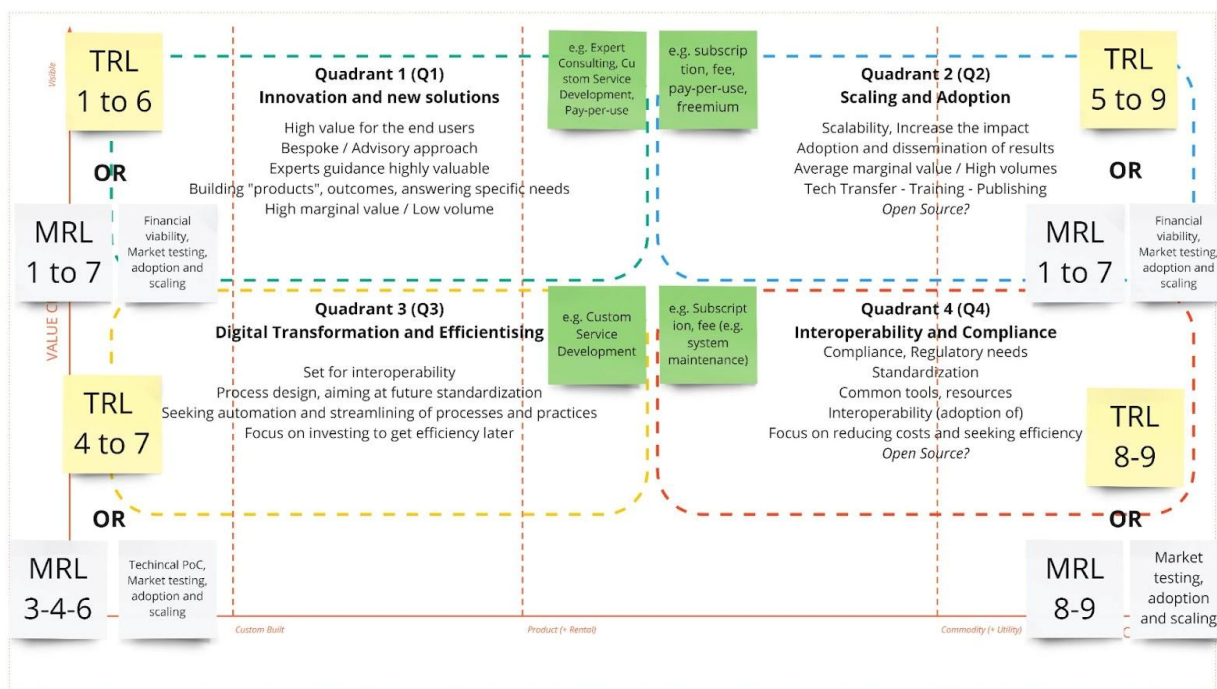 Visible
TRL
1 to 6
OR
MRL
1 to 7
Financial
viability,
Market testing,
adoption and
scaling
Quadrant 1 (Q1)
Innovation and new solutions
High value for the end users
Bespoke / Advisory approach
Experts guidance highly valuable
Building "products", outcomes, answering specific needs
High marginal value / Low volume
e.g. Expert
Consulting, Cu
stom Service
Development,
Pay-per-use
e.g. subscrip
tion, fee,
pay-per-use,
freemium
Quadrant 2 (Q2)
Scaling and Adoption
Scalability, Increase the impact
Adoption and dissemination of results
Average marginal value / High volumes
Tech Transfer - Training - Publishing
Open Source?
TRL
5 to 9
OR
MRL
1 to 7
Financial
viability,
Market testing,
adoption and
scaling
VALUE C
Quadrant 3 (Q3)
Digital Transformation and Efficientising
Set for interoperability
Process design, aiming at future standardization
Seeking automation and streamlining of processes and practices
Focus on investing to get efficiency later
e.g. Custom
Service
Development
TRL
4 to 7
OR
MRL
3-4-6
Techincal PoC,
Market testing,
adoption and
scaling
e.g. Subscript
ion, fee (e.g.
system
maintenance)
Quadrant 4 (Q4)
Interoperability and Compliance
Compliance, Regulatory needs
Standardization
Common tools, resources
Interoperability (adoption of)
Focus on reducing costs and seeking efficiency
Open Source?
TRL
8-9
OR
MRL
8-9
Market
testing,
adoption
and scaling
Custom Built
Product (+ Rental)
Commodity (+ Utility)